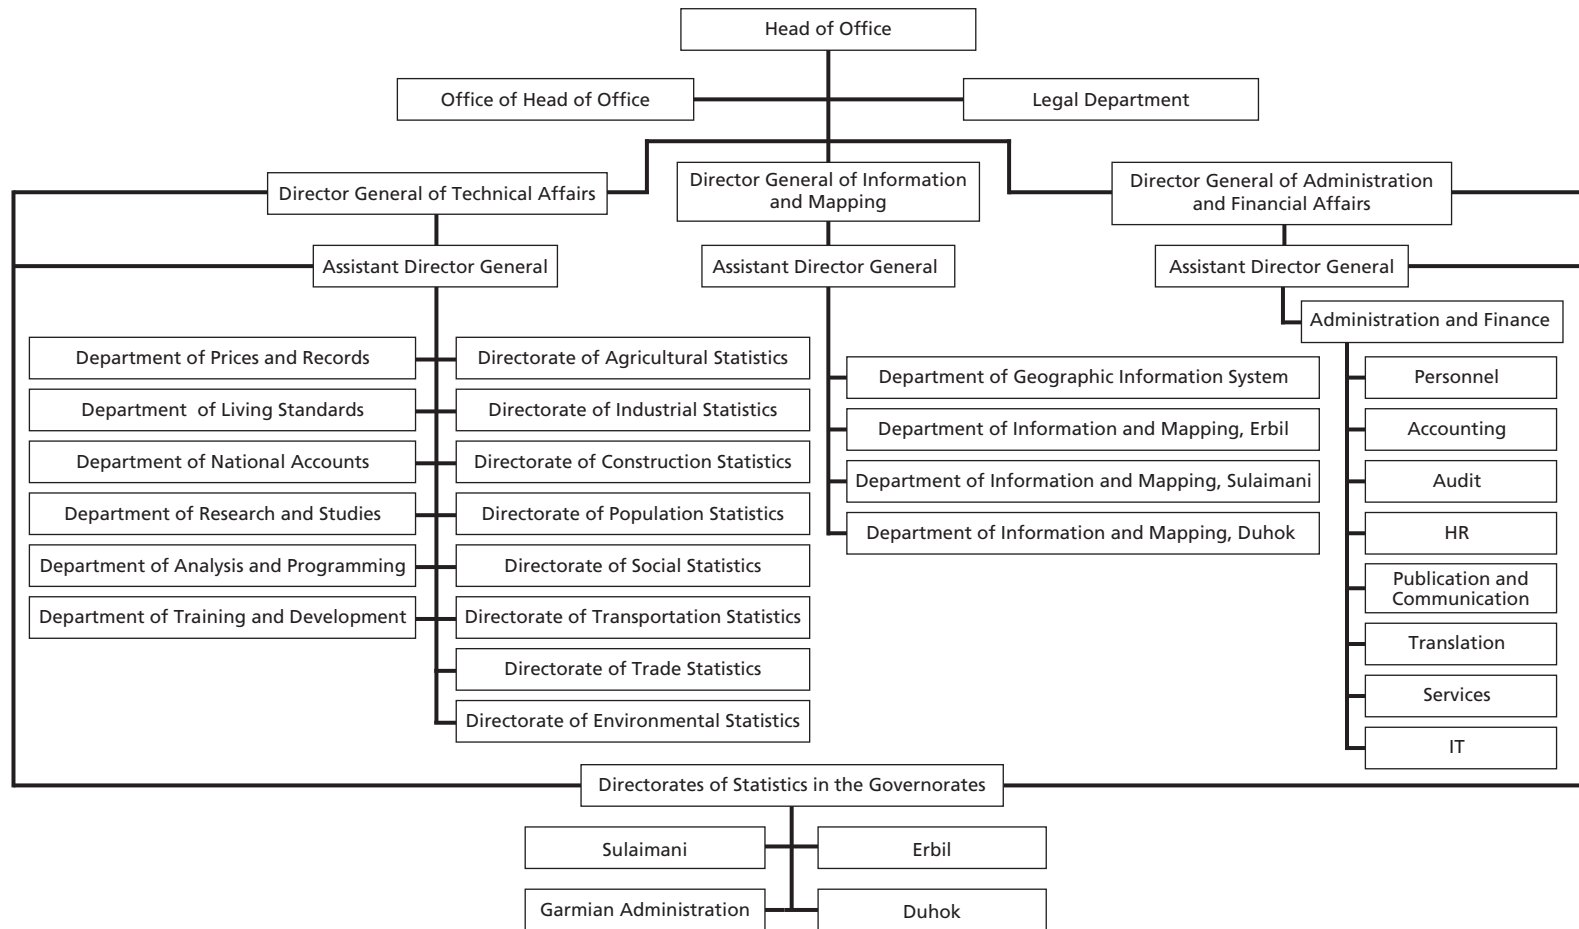 Head of Office
Office of Head of Office
Legal Department
Director General of Technical Affairs
Director General of Information
and Mapping
Director General of Administration
and Financial Affairs
Assistant Director General
Assistant Director General
Assistant Director General
Administration and Finance
Department of Prices and Records
Department of Living Standards
Department of National Accounts
Department of Research and Studies
Department of Analysis and Programming
Department of Training and Development
Directorate of Agricultural Statistics
Directorate of Industrial Statistics
Directorate of Construction Statistics
Directorate of Population Statistics
Directorate of Social Statistics
Directorate of Transportation Statistics
Directorate of Trade Statistics
Directorate of Environmental Statistics
Department of Geographic Information System
Department of Information and Mapping, Erbil
Department of Information and Mapping, Sulaimani
Department of Information and Mapping, Duhok
Personnel
Accounting
Audit
HR
Publication and
Communication
Translation
Services
IT
Directorates of Statistics in the Governorates
Sulaimani
Erbil
Garmian Administration
Duhok